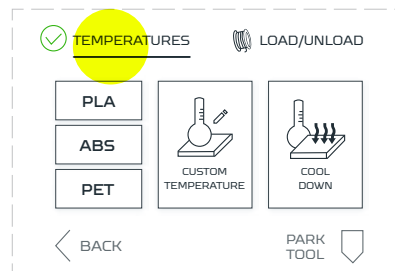 TEMPERATURES
LOAD/UNLOAD
PLA
ABS
PET
CUSTOM
TEMPERATURE
COOL
DOWN
BACK
PARK
TOOL